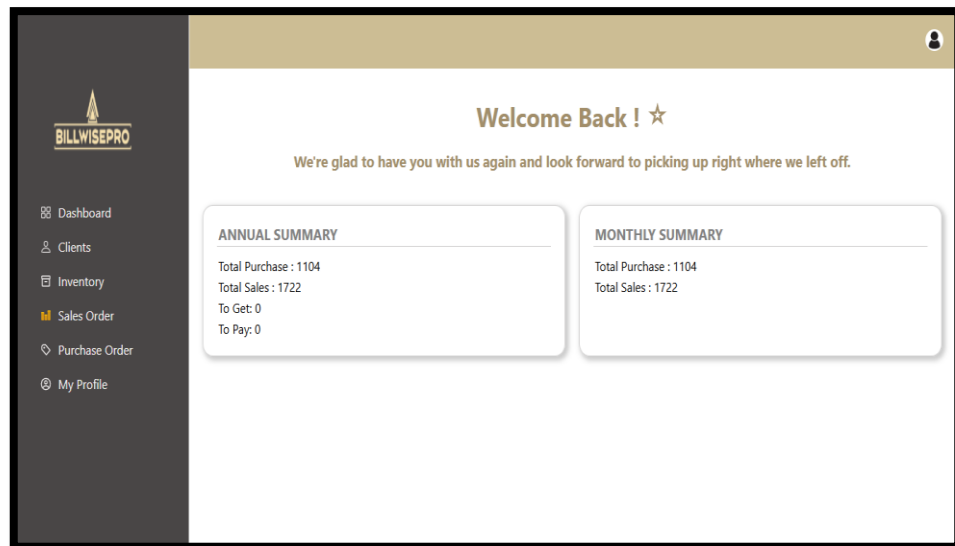 BILLWISEPRO
Dashboard
Clients
Inventory
Sales Order
Purchase Order
My Profile
Welcome Back !
We're glad to have you with us again and look forward to picking up right where we left off.
ANNUAL SUMMARY
Total Purchase : 1104
Total Sales : 1722
To Get: 0
To Pay: 0
MONTHLY SUMMARY
Total Purchase : 1104
Total Sales : 1722